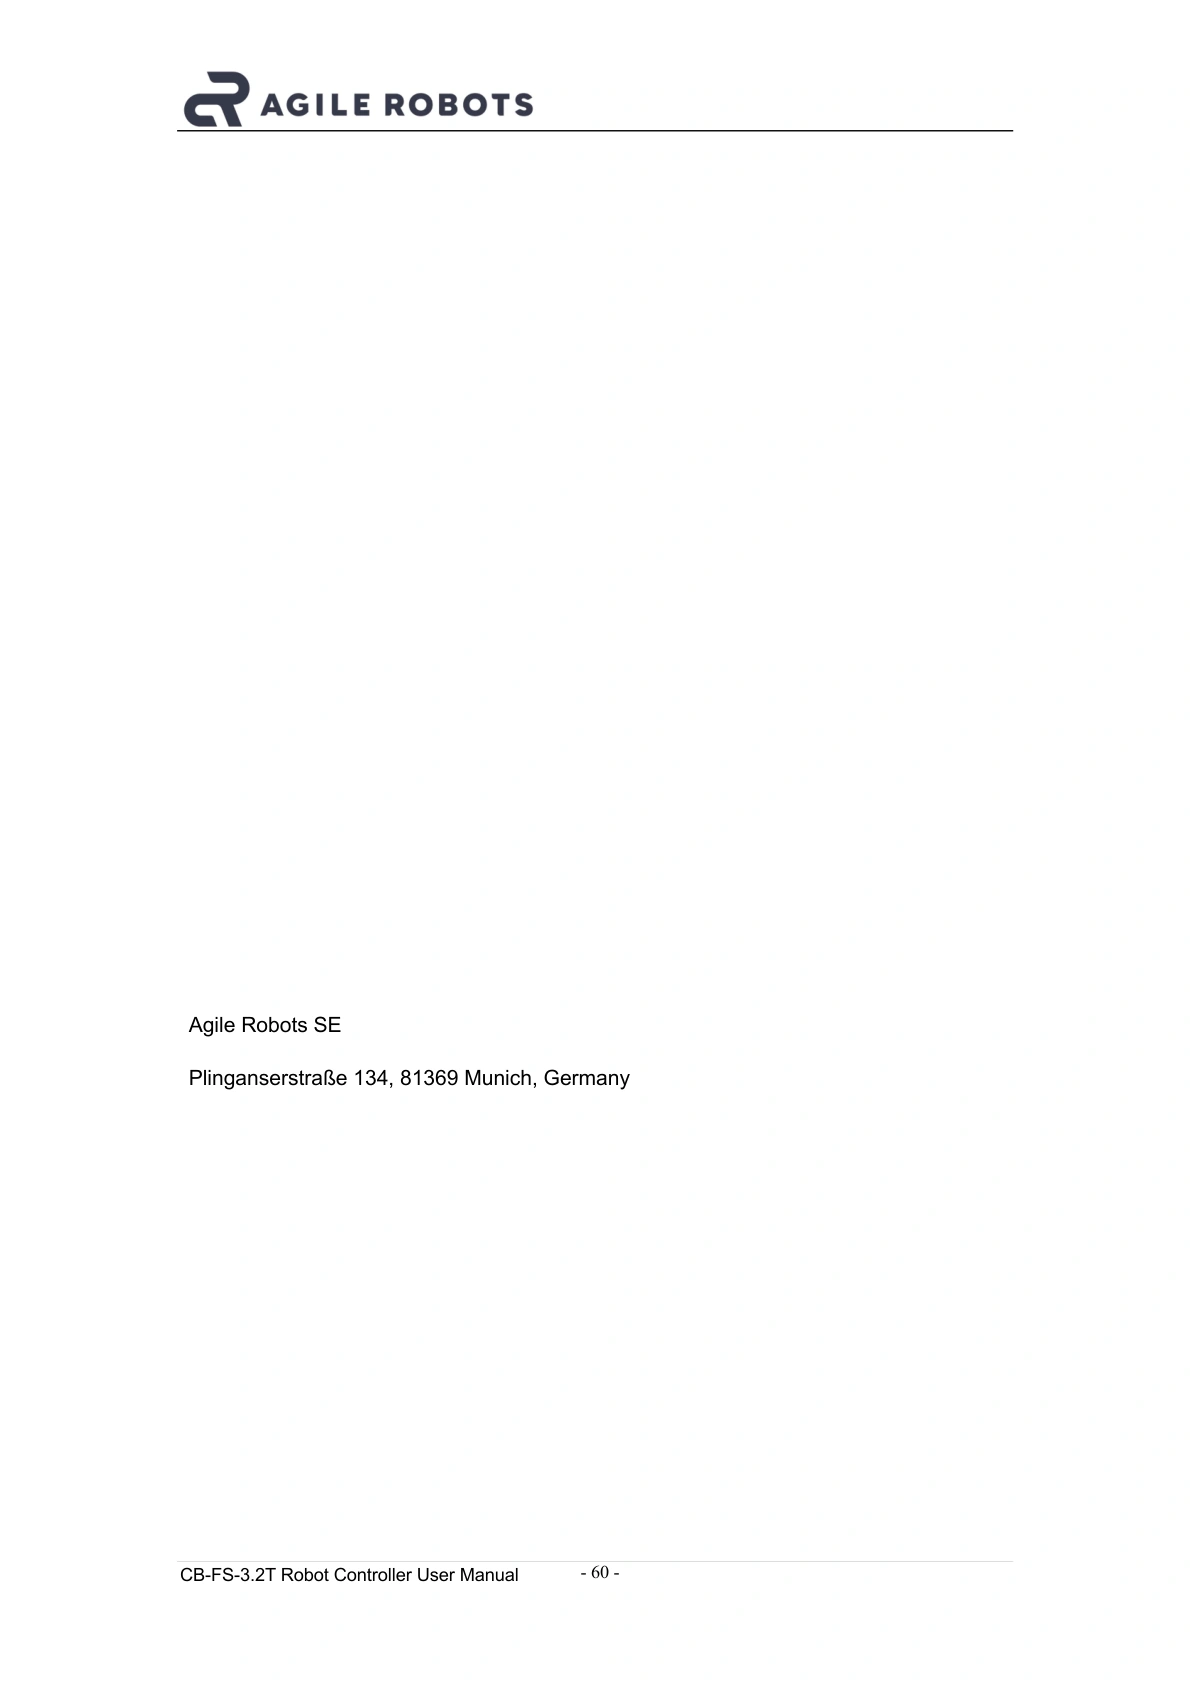 AGILE ROBOTS
Agile Robots SE
Plinganserstraße 134, 81369 Munich, Germany
CB-FS-3.2T Robot Controller User Manual - 60 -